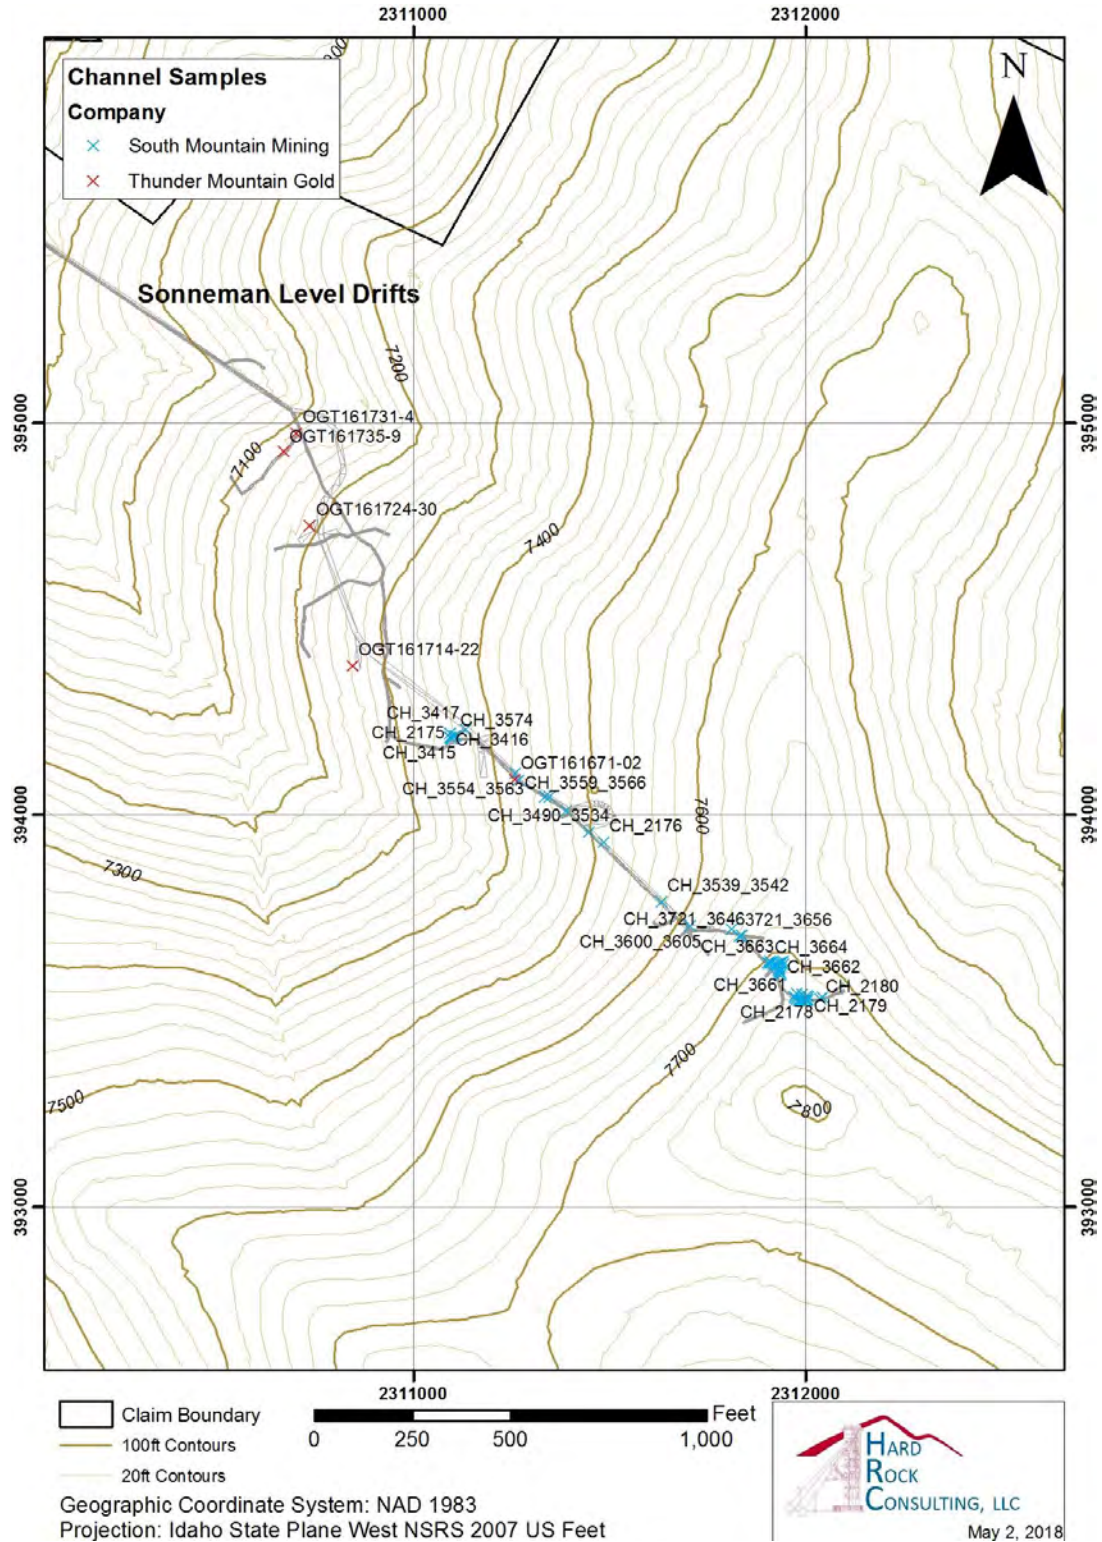 2311000
2312000
Channel Samples
Company
South Mountain Mining
Thunder Mountain Gold
N
Sonneman Level Drifts
7200
395000
395000
OGT161731-4
OGT161735-9
7100
OGT161724-30
7400
OGT161714-22
CH_3417
CH_3574
CH_2175
CH_3416
CH_3415
OGT161671-02
CH_3554_3563
CH_3559_3566
CH_3490_3534
CH_2176
394000
394000
7600
7300
CH_3539_3542
CH_3721_36463721_3656
CH_3600_3605
CH_3663
CH_3664
CH_3662
CH_3661
CH_2180
CH_2178
CH_2179
7700
7500
7800
393000
393000
2311000
2312000
Claim Boundary
100ft Contours
20ft Contours
Feet
0 250 500 1,000
Geographic Coordinate System: NAD 1983
Projection: Idaho State Plane West NSRS 2007 US Feet
HARD
ROCK
CONSULTING, LLC
May 2, 2018